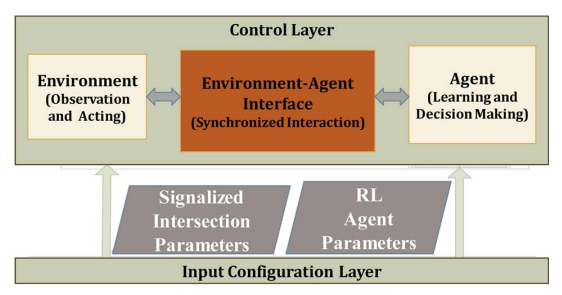 Control Layer
Environment
(Observation
and Acting)
Environment-Agent
Interface
(Synchronized Interaction)
Agent
(Learning and
Decision Making)
Signalized
Intersection
Parameters
RL
Agent
Parameters
Input Configuration Layer